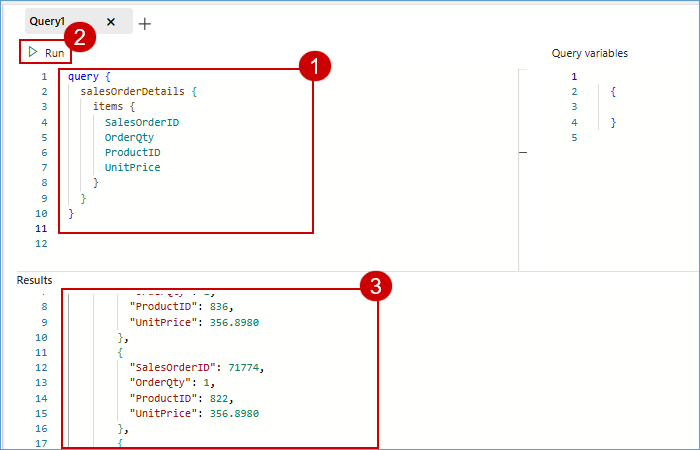 Query1 × +
2
▷ Run
Query variables
1
1 query {
2 salesOrderDetails {
3 items {
4 SalesOrderID
5 OrderQty
6 ProductID
7 UnitPrice
8 }
9 }
10 }
11
12
1
2 {
3
4 }
5
Results
3
8 "ProductID": 836,
9 "UnitPrice": 356.8980
10 },
11 {
12 "SalesOrderID": 71774,
13 "OrderQty": 1,
14 "ProductID": 822,
15 "UnitPrice": 356.8980
16 },
17 {